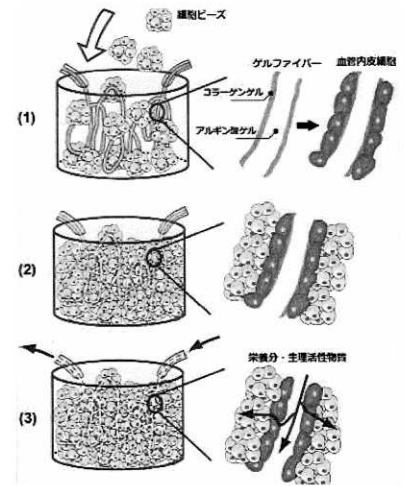 細胞ビーズ
(1)
ゲルファイバー
血管内皮細胞
コラーゲンゲル
アルギン酸ゲル
(2)
(3)
栄養分・生理活性物質